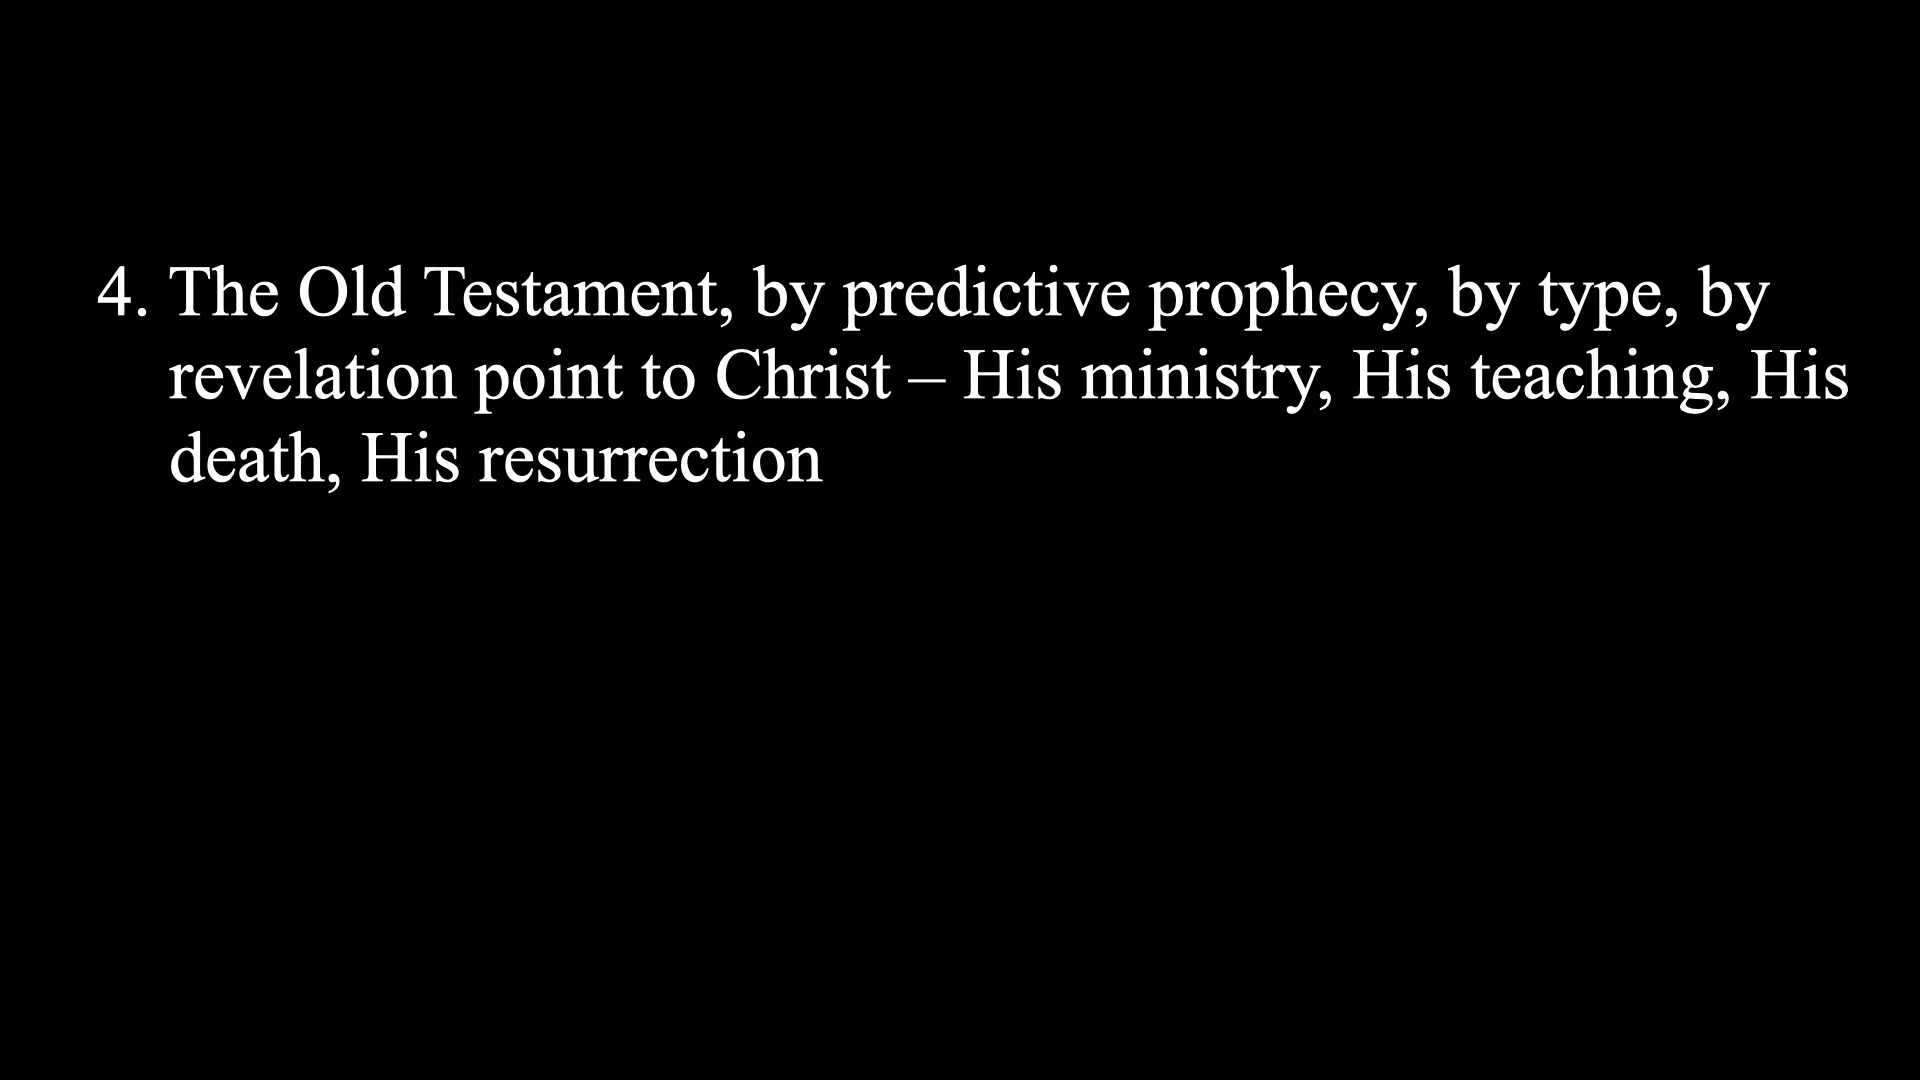 4. The Old Testament, by predictive prophecy, by type, by
revelation point to Christ – His ministry, His teaching, His
death, His resurrection